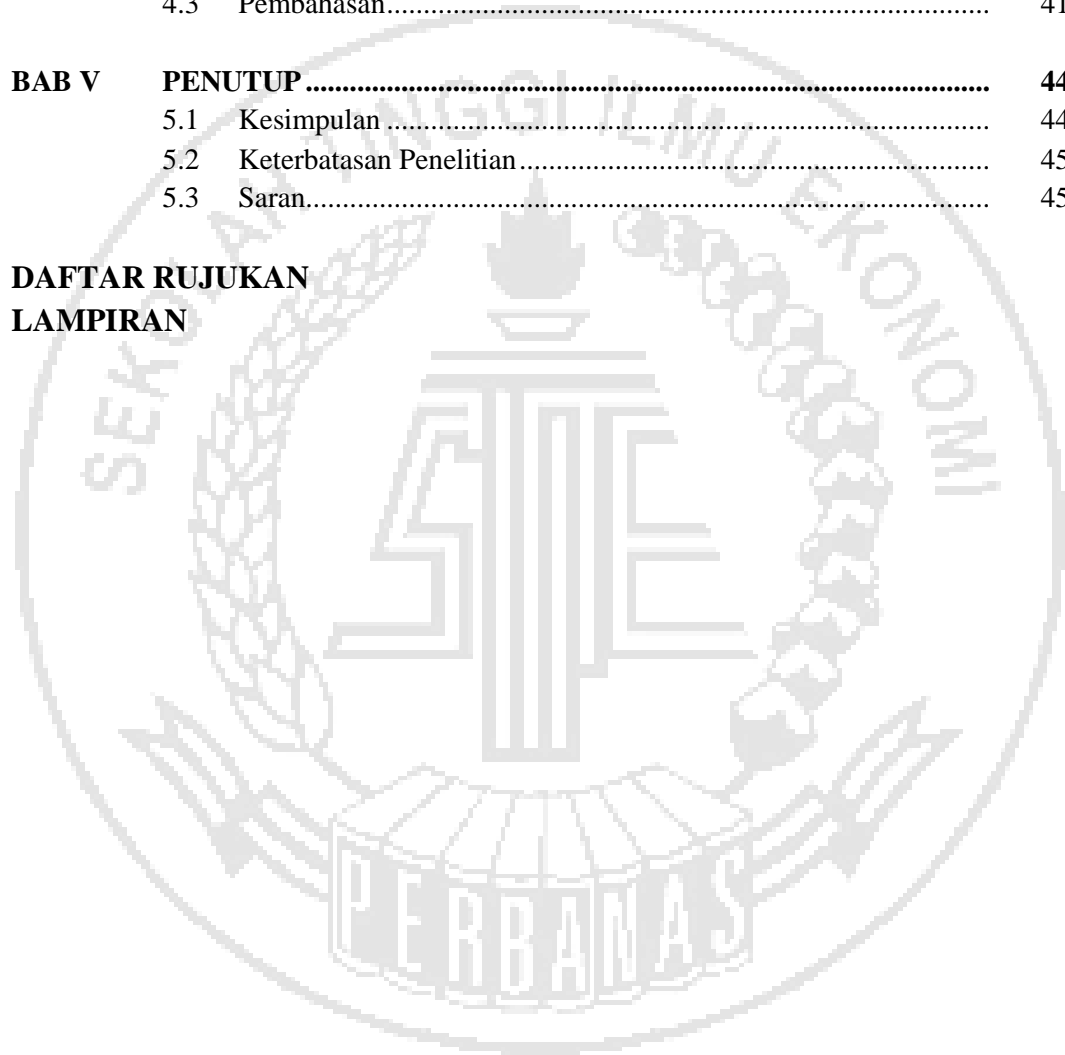 4.3 Pembahasan.......................................................................................... 41
BAB V PENUTUP.......................................................................................... 44
5.1 Kesimpulan.......................................................................................... 44
5.2 Keterbatasan Penelitian.......................................................................................... 45
5.3 Saran.......................................................................................... 45
DAFTAR RUJUKAN
LAMPIRAN
SEKOLAH TINGGI ILMU EKONOMI
STIE
PERBANAS